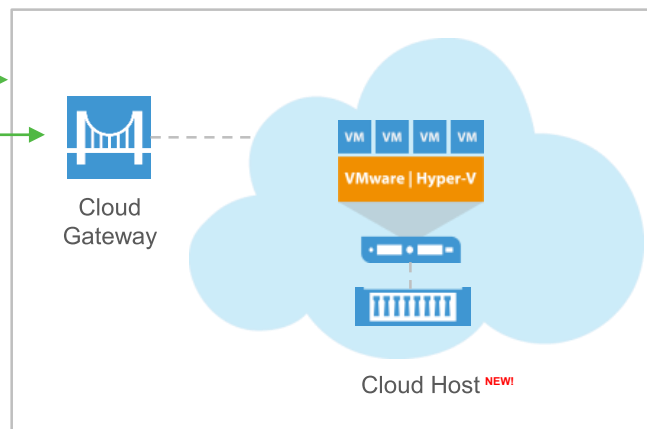 VM VM VM VM
VMware | Hyper-V
Cloud
Gateway
Cloud Host NEW!